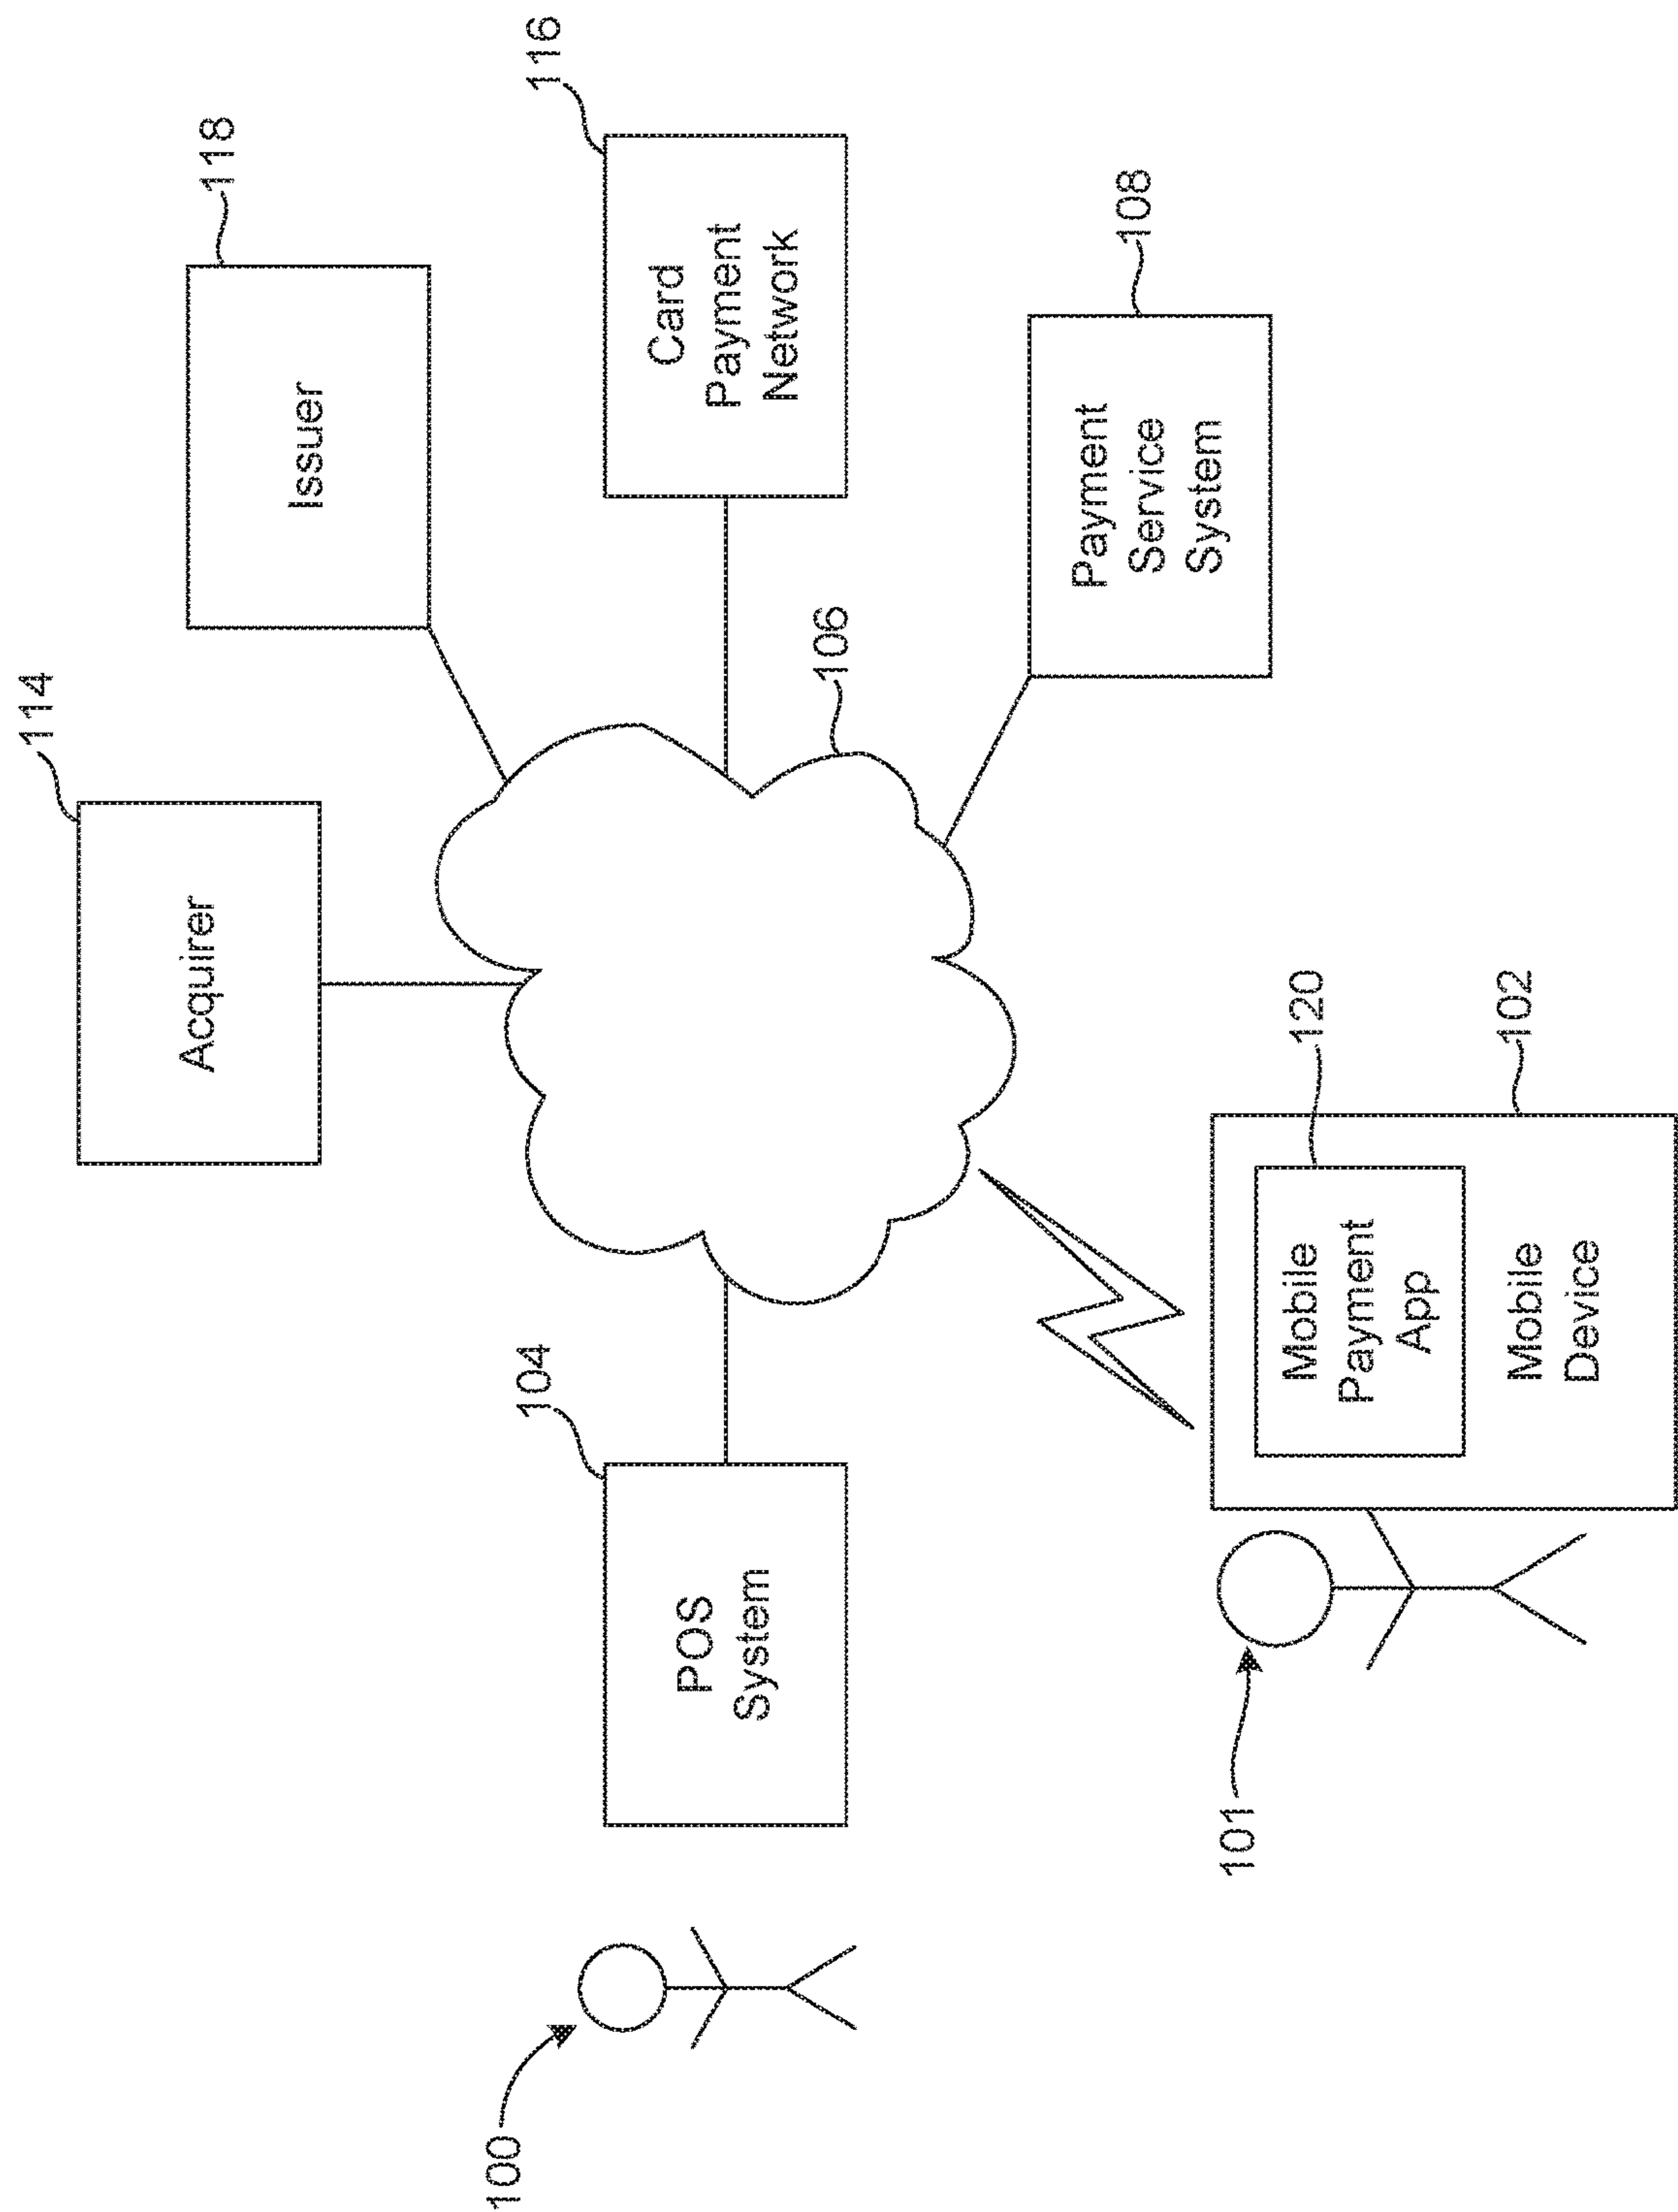 114
118
116
Acquirer
Issuer
Card
Payment
Network
106
104
100
POS
System
108
Payment
Service
System
101
120
102
Mobile
Payment
App
Mobile
Device